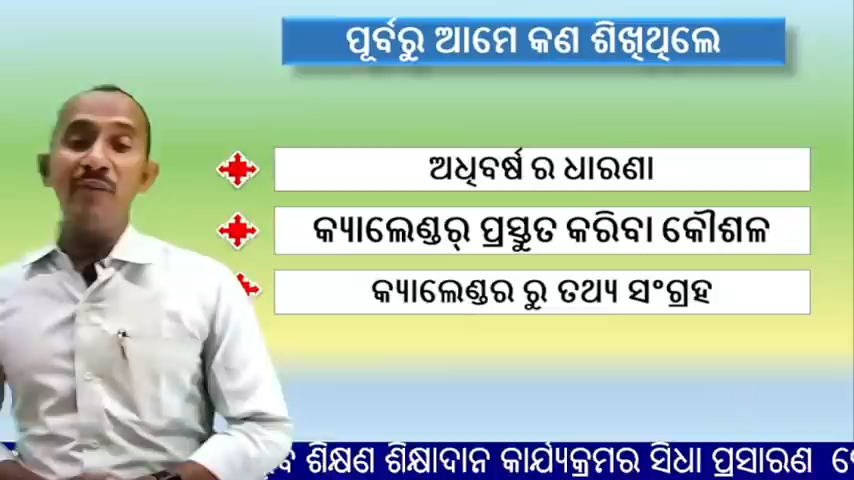 ପୂର୍ବରୁ ଆମେ କଣ ଶିଖିଥିଲେ
ଅଧିବର୍ଷ ର ଧାରଣା
କ୍ୟାଲେଣ୍ଡର୍ ପ୍ରସ୍ତୁତ କରିବା କୌଶଳ
କ୍ୟାଲେଣ୍ଡର ରୁ ତଥ୍ୟ ସଂଗ୍ରହ
ଶିକ୍ଷଣ ଶିକ୍ଷାଦାନ କାର୍ଯ୍ୟକ୍ରମର ସିଧା ପ୍ରସାରଣ